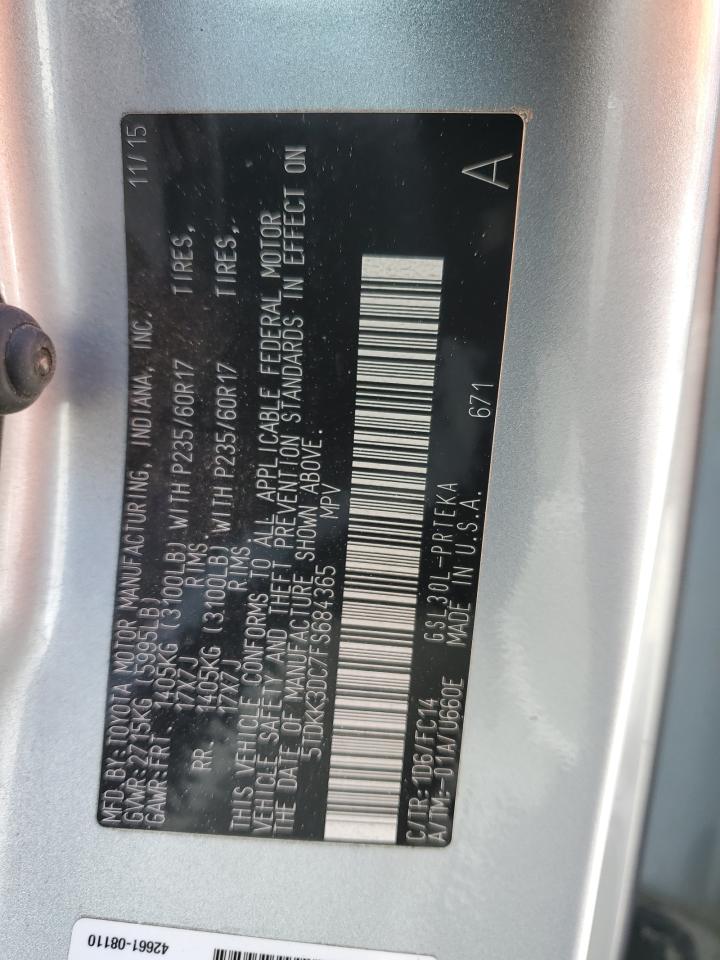 MFD. BY: TOYOTA MOTOR MANUFACTURING, INDIANA, INC. 11/15
GVWR: 2715KG (5995LB)
GAWR: FRT. 1405KG (3100LB) WITH P235/60R17 TIRES,
17X7J RIMS.
RR. 1405KG (3100LB) WITH P235/60R17 TIRES,
17X7J RIMS.
THIS VEHICLE CONFORMS TO ALL APPLICABLE FEDERAL MOTOR
VEHICLE SAFETY AND THEFT PREVENTION STANDARDS IN EFFECT ON
THE DATE OF MANUFACTURE SHOWN ABOVE.
5TDKK3DC7FS684365 MPV
C/TR: 1D6/FC14 GSL30L-PRTEKA
A/TM: -01A/U660E MADE IN U.S.A.
671 A
42661-08110